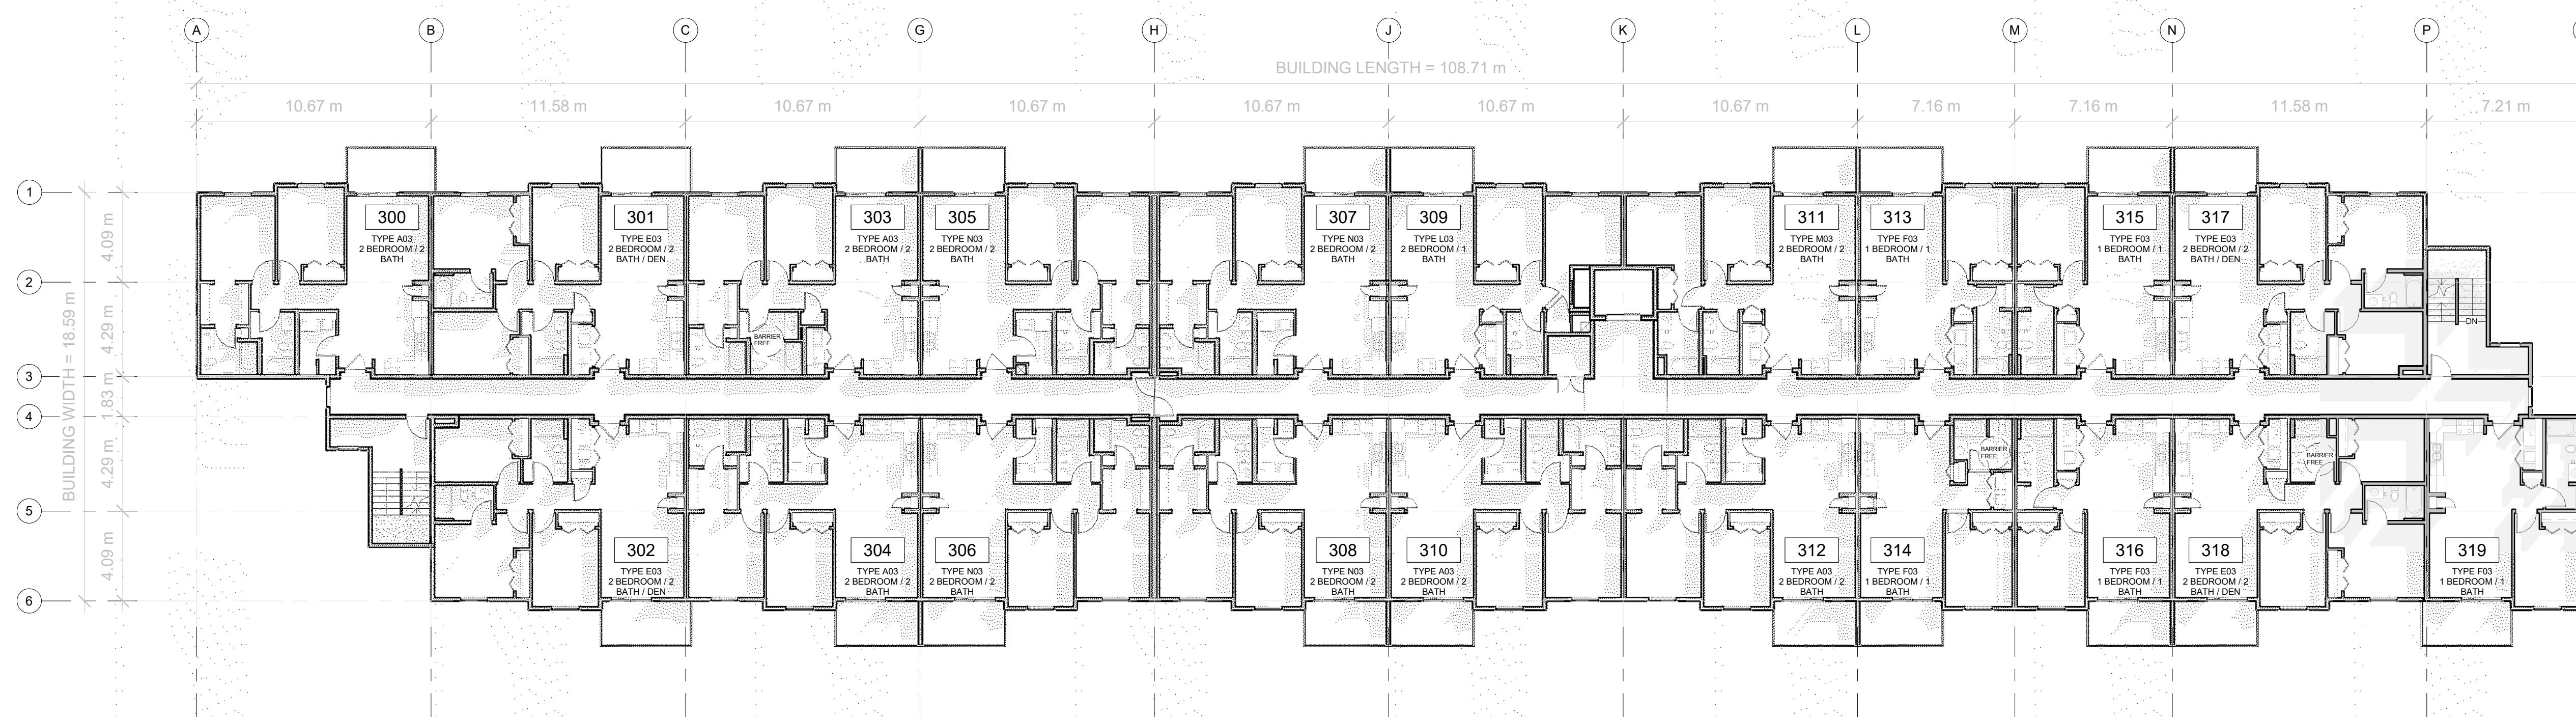 A B C G H J K L M N P
BUILDING LENGTH = 108.71 m
10.67 m 11.58 m 10.67 m 10.67 m 10.67 m 10.67 m 10.67 m 7.16 m 7.16 m 11.58 m 7.21 m
1
2
3
4
5
6
BUILDING WIDTH = 18.59 m
4.09 m
4.29 m
1.83 m
4.29 m
4.09 m
300
TYPE A03
2 BEDROOM / 2
BATH
301
TYPE E03
2 BEDROOM / 2
BATH / DEN
303
TYPE A03
2 BEDROOM / 2
BATH
BARRIER
FREE
305
TYPE N03
2 BEDROOM / 2
BATH
307
TYPE N03
2 BEDROOM / 2
BATH
309
TYPE L03
2 BEDROOM / 1
BATH
311
TYPE M03
2 BEDROOM / 2
BATH
313
TYPE F03
1 BEDROOM / 1
BATH
315
TYPE F03
1 BEDROOM / 1
BATH
317
TYPE E03
2 BEDROOM / 2
BATH / DEN
DN
302
TYPE E03
2 BEDROOM / 2
BATH / DEN
304
TYPE A03
2 BEDROOM / 2
BATH
306
TYPE N03
2 BEDROOM / 2
BATH
308
TYPE N03
2 BEDROOM / 2
BATH
310
TYPE A03
2 BEDROOM / 2
BATH
312
TYPE A03
2 BEDROOM / 2
BATH
314
TYPE F03
1 BEDROOM / 1
BATH
BARRIER
FREE
316
TYPE F03
1 BEDROOM / 1
BATH
318
TYPE E03
2 BEDROOM / 2
BATH / DEN
BARRIER
FREE
319
TYPE F03
1 BEDROOM / 1
BATH